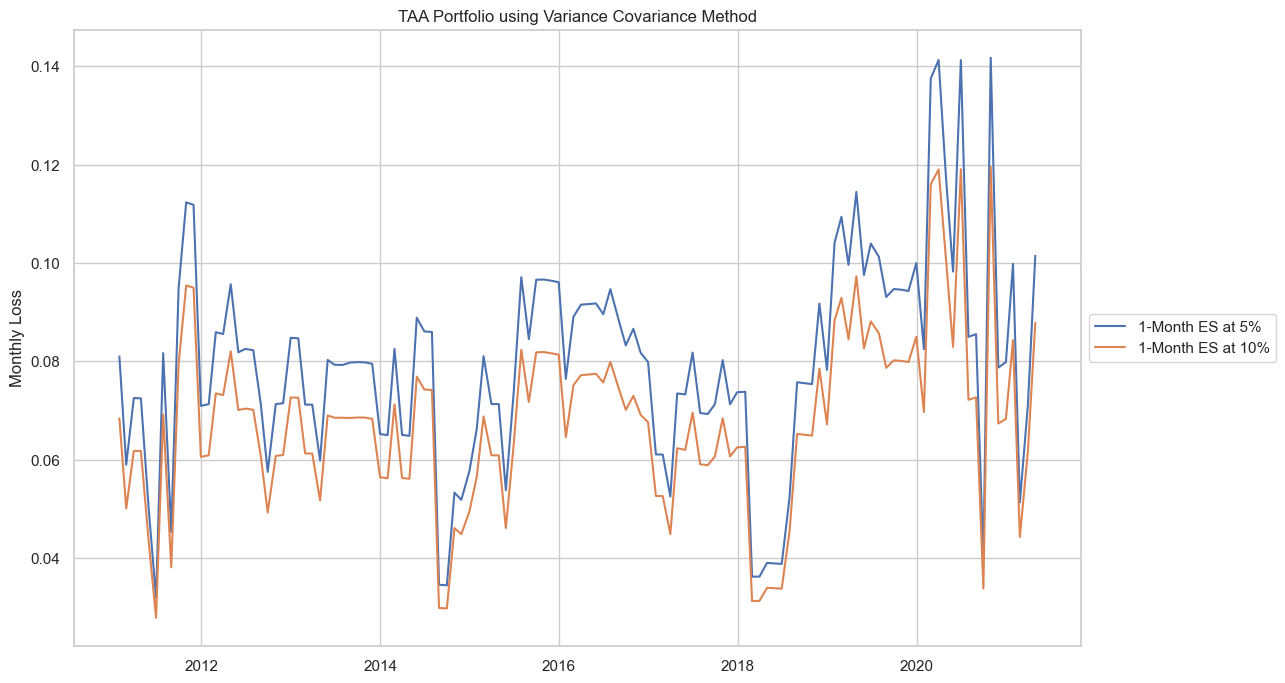 TAA Portfolio using Variance Covariance Method
Monthly Loss
0.14
0.12
0.10
0.08
0.06
0.04
2012
2014
2016
2018
2020
1-Month ES at 5%
1-Month ES at 10%